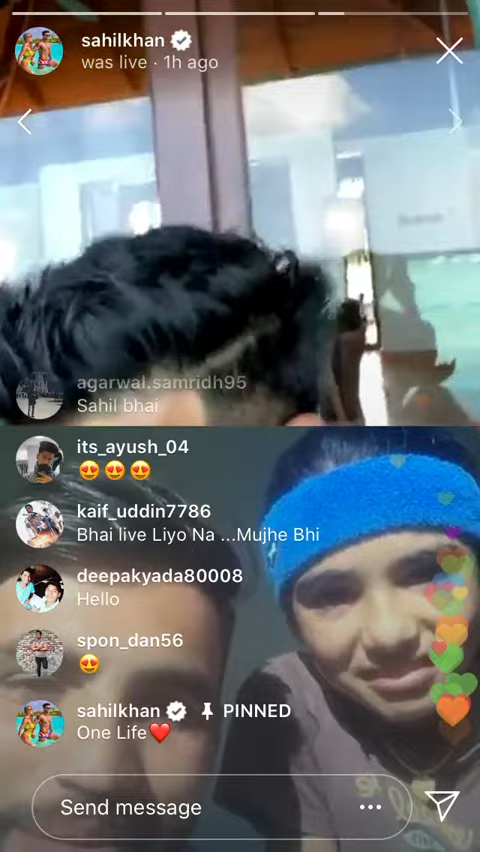 sahilkhan
was live · 1h ago
agarwal.samridh95
Sahil bhai
its_ayush_04
😍😍😍
kaif_uddin7786
Bhai live Liyo Na ...Mujhe Bhi
deepakyada80008
Hello
spon_dan56
😍
sahilkhan PINNED
One Life❤️
Send message